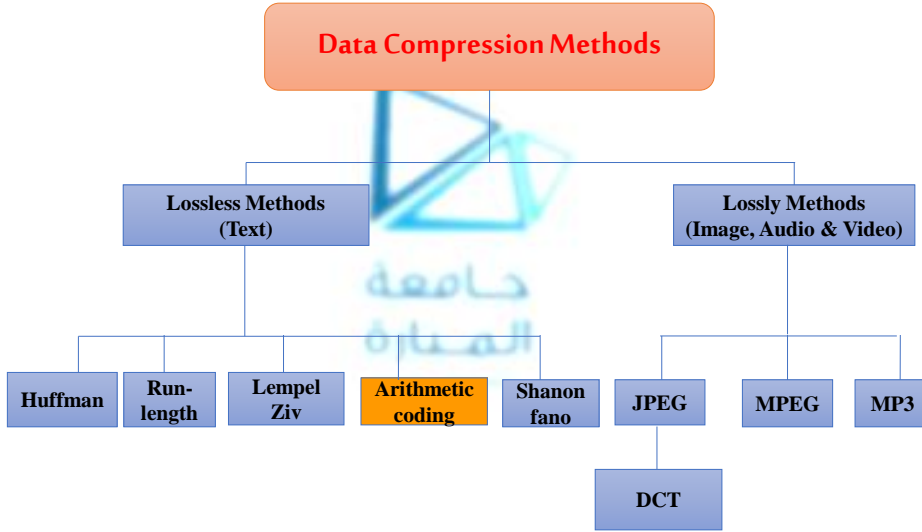 Data Compression Methods
Lossless Methods
(Text)
Lossly Methods
(Image, Audio & Video)
جامعة
المنارة
Huffman
Run-
length
Lempel
Ziv
Arithmetic
coding
Shanon
fano
JPEG
MPEG
MP3
DCT